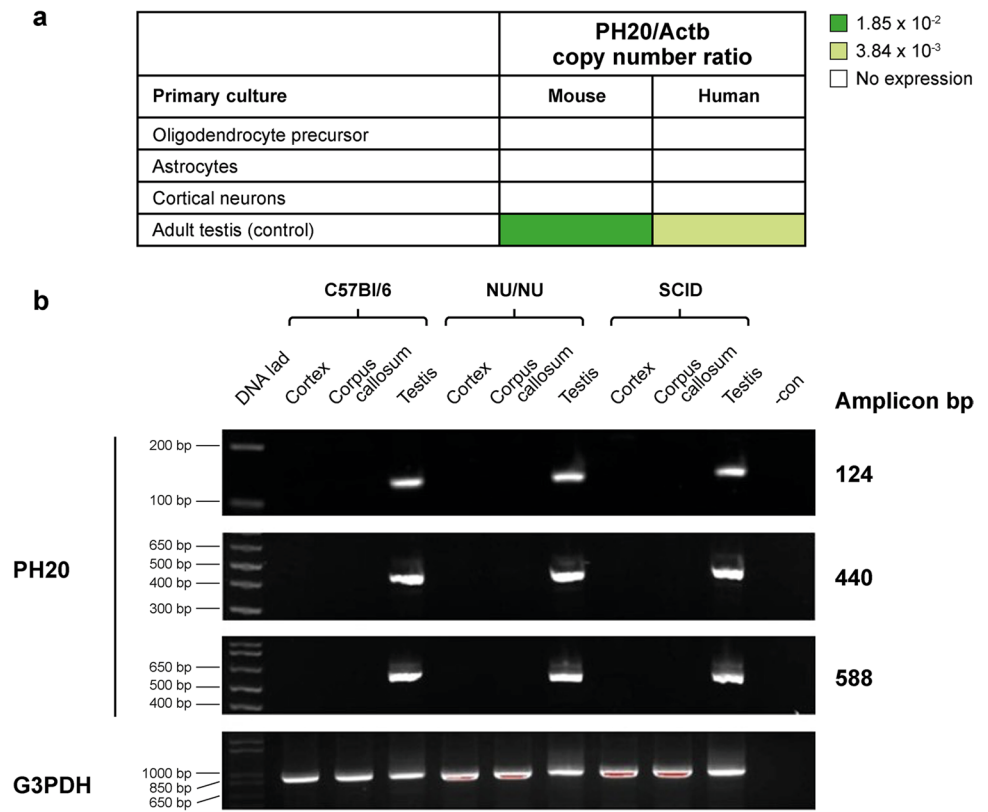 a
PH20/Actb
copy number ratio
Primary culture Mouse Human
Oligodendrocyte precursor
Astrocytes
Cortical neurons
Adult testis (control)
1.85 x 10⁻²
3.84 x 10⁻³
No expression
b
C57Bl/6 NU/NU SCID
DNA lad
Cortex
Corpus
callosum
Testis
Cortex
Corpus
callosum
Testis
Cortex
Corpus
callosum
Testis
-con
Amplicon bp
PH20
200 bp
100 bp
124
650 bp
500 bp
400 bp
300 bp
440
650 bp
500 bp
400 bp
588
G3PDH
1000 bp
850 bp
650 bp